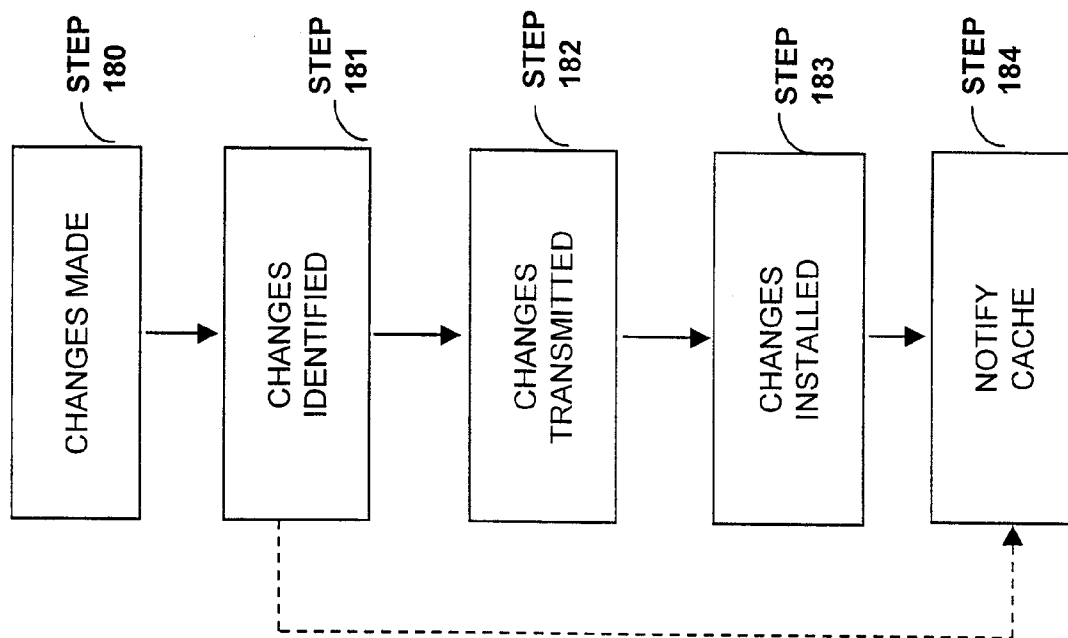 CHANGES MADE
STEP
180
CHANGES
IDENTIFIED
STEP
181
CHANGES
TRANSMITTED
STEP
182
CHANGES
INSTALLED
STEP
183
NOTIFY
CACHE
STEP
184